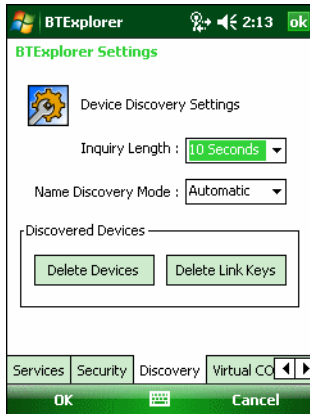 BTExplorer 2:13 ok
BTExplorer Settings
Device Discovery Settings
Inquiry Length : 10 Seconds
Name Discovery Mode : Automatic
Discovered Devices
Delete Devices Delete Link Keys
Services Security Discovery Virtual CO
OK Cancel